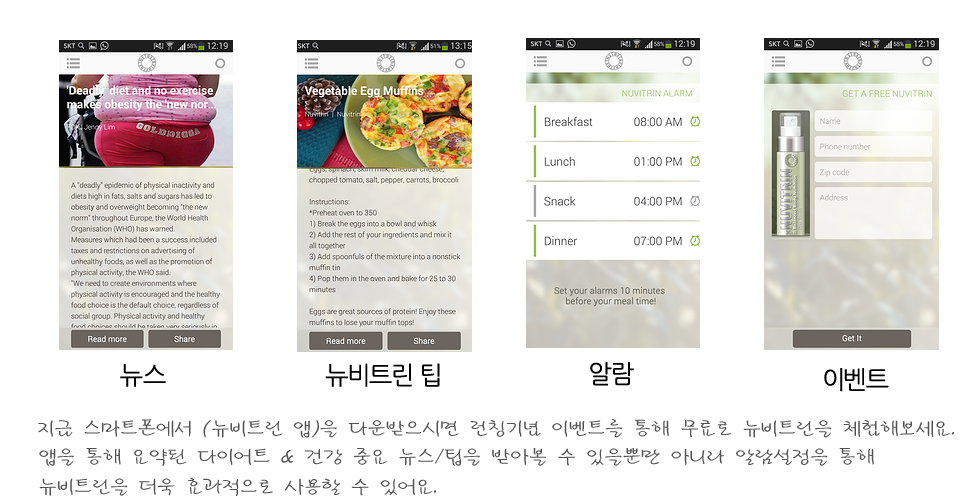 SKT 58% 12:19
'Deadly' diet and no exercise
makes obesity the 'new nor...
Jenny Lim
GOLDDIGGA
A "deadly" epidemic of physical inactivity and
diets high in fats, salts and sugars has led to
obesity and overweight becoming "the new
norm" throughout Europe, the World Health
Organisation (WHO) has warned.
Measures which had been a success included
taxes and restrictions on advertising of
unhealthy foods, as well as the promotion of
physical activity, the WHO said.
"We need to create environments where
physical activity is encouraged and the healthy
food choice is the default choice, regardless of
social group. Physical activity and healthy
food choices should be taken very seriously in
Read more Share
뉴스
SKT 51% 13:15
Vegetable Egg Muffins
Nuvitrin | Nuvitrin
Eggs, spinach, skim milk, cheddar cheese,
chopped tomato, salt, pepper, carrots, broccoli
Instructions:
*Preheat oven to 350
1) Break the eggs into a bowl and whisk
2) Add the rest of your ingredients and mix it
all together
3) Add spoonfuls of the mixture into a nonstick
muffin tin
4) Pop them in the oven and bake for 25 to 30
minutes
Eggs are great sources of protein! Enjoy these
muffins to lose your muffin tops!
Read more Share
뉴비트린 팁
SKT 58% 12:19
NUVITRIN ALARM
Breakfast 08:00 AM
Lunch 01:00 PM
Snack 04:00 PM
Dinner 07:00 PM
Set your alarms 10 minutes
before your meal time!
알람
SKT 58% 12:19
GET A FREE NUVITRIN
Name
Phone number
Zip code
Address
Get It
이벤트
지금 스마트폰에서 (뉴비트린 앱)을 다운받으시면 런칭기념 이벤트를 통해 무료로 뉴비트린을 체험해보세요.
앱을 통해 요약된 다이어트 & 건강 중요 뉴스/팁을 받아볼 수 있을뿐만 아니라 알람설정을 통해
뉴비트린을 더욱 효과적으로 사용할 수 있어요.